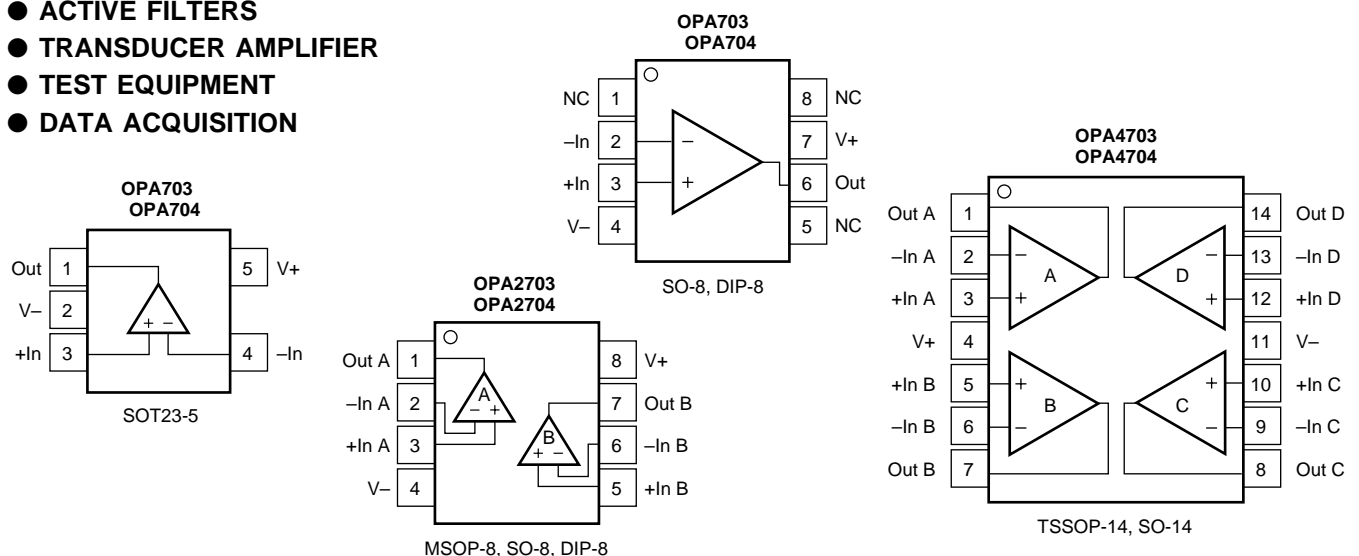 ● ACTIVE FILTERS
● TRANSDUCER AMPLIFIER
● TEST EQUIPMENT
● DATA ACQUISITION
OPA703
OPA704
Out 1
5 V+
V– 2
+In 3
4 –In
+ –
SOT23-5
OPA2703
OPA2704
Out A 1
8 V+
–In A 2
7 Out B
+In A 3
6 –In B
V– 4
5 +In B
A
– +
B
+ –
MSOP-8, SO-8, DIP-8
OPA703
OPA704
NC 1
8 NC
–In 2
7 V+
+In 3
6 Out
V– 4
5 NC
–
+
SO-8, DIP-8
OPA4703
OPA4704
Out A 1
14 Out D
–In A 2
13 –In D
+In A 3
12 +In D
V+ 4
11 V–
+In B 5
10 +In C
–In B 6
9 –In C
Out B 7
8 Out C
– –
A D
+ +
+ +
B C
– –
TSSOP-14, SO-14